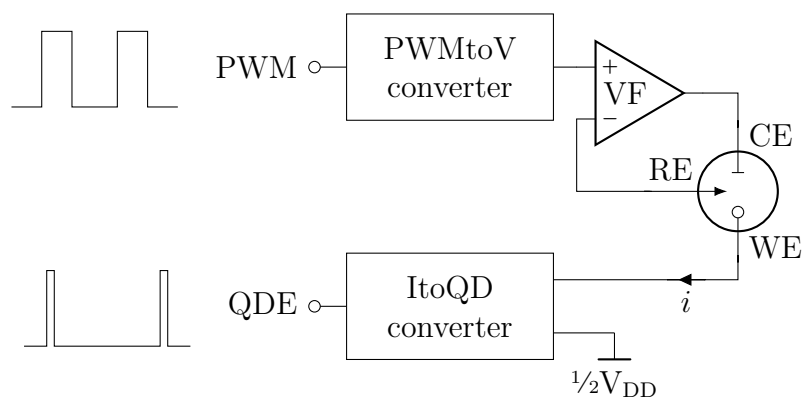 PWM
PWMtoV
converter
+
VF
−
CE
RE
WE
QDE
ItoQD
converter
i
½V_DD